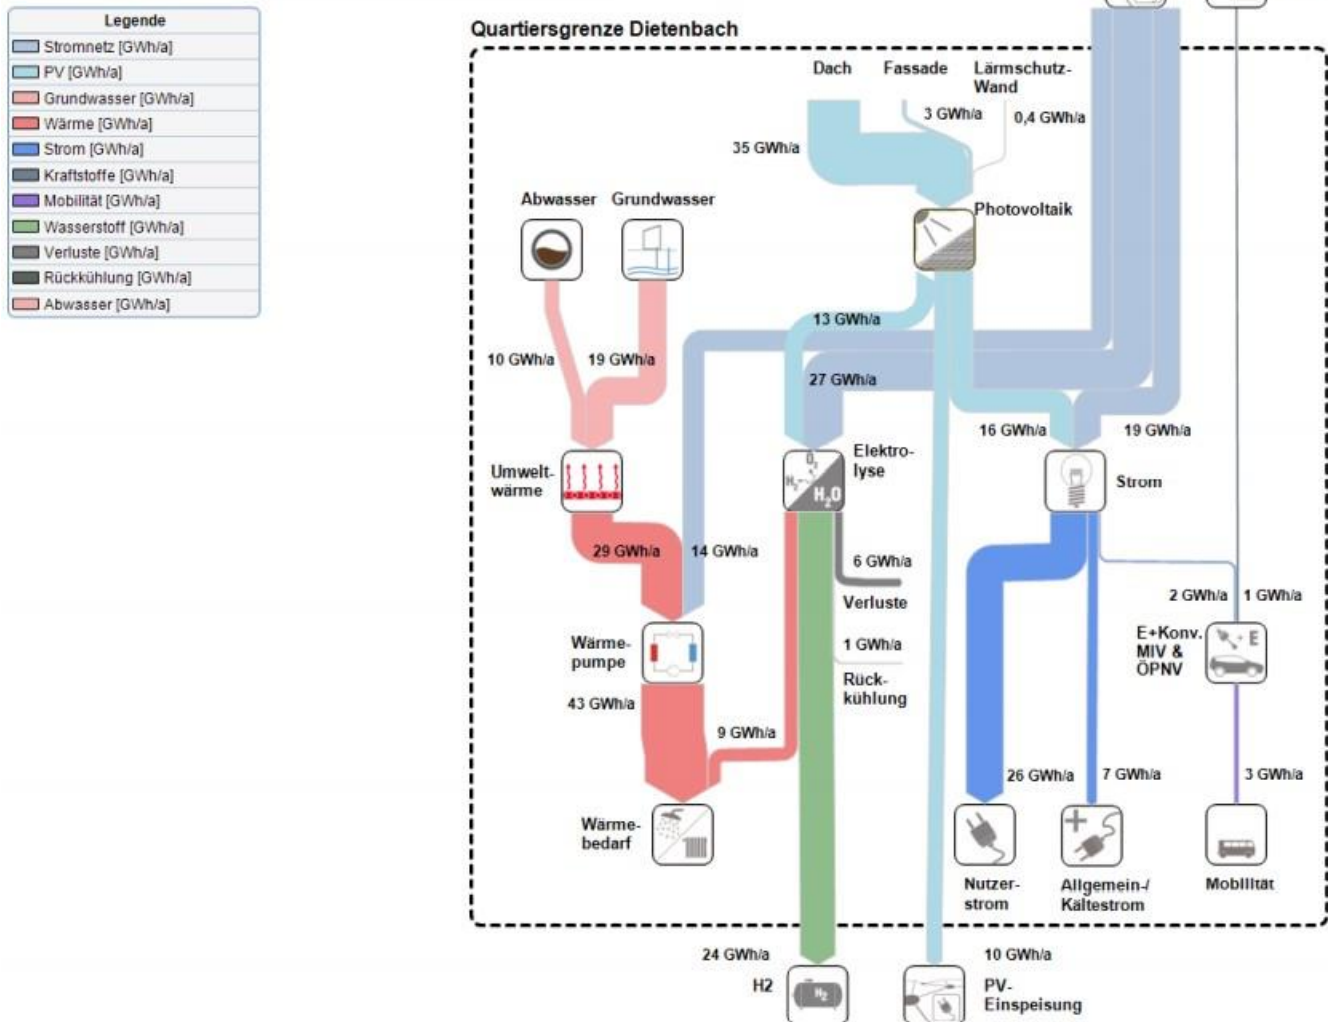 Legende
Stromnetz [GWh/a]
PV [GWh/a]
Grundwasser [GWh/a]
Wärme [GWh/a]
Strom [GWh/a]
Kraftstoffe [GWh/a]
Mobilität [GWh/a]
Wasserstoff [GWh/a]
Verluste [GWh/a]
Rückkühlung [GWh/a]
Abwasser [GWh/a]
Quartiersgrenze Dietenbach
Dach
Fassade
Lärmschutz-
Wand
3 GWh/a
0,4 GWh/a
35 GWh/a
Abwasser
Grundwasser
Photovoltaik
13 GWh/a
10 GWh/a
19 GWh/a
27 GWh/a
16 GWh/a
19 GWh/a
Umwelt-
wärme
O2
H2
H2O
Elektro-
lyse
Strom
29 GWh/a
14 GWh/a
6 GWh/a
Verluste
2 GWh/a
1 GWh/a
Wärme-
pumpe
1 GWh/a
Rück-
kühlung
E+Konv.
MIV &
ÖPNV
+ E
43 GWh/a
9 GWh/a
26 GWh/a
7 GWh/a
3 GWh/a
Wärme-
bedarf
Nutzer-
strom
Allgemein-/
Kältestrom
Mobilität
24 GWh/a
H2
H2
10 GWh/a
PV-
Einspeisung